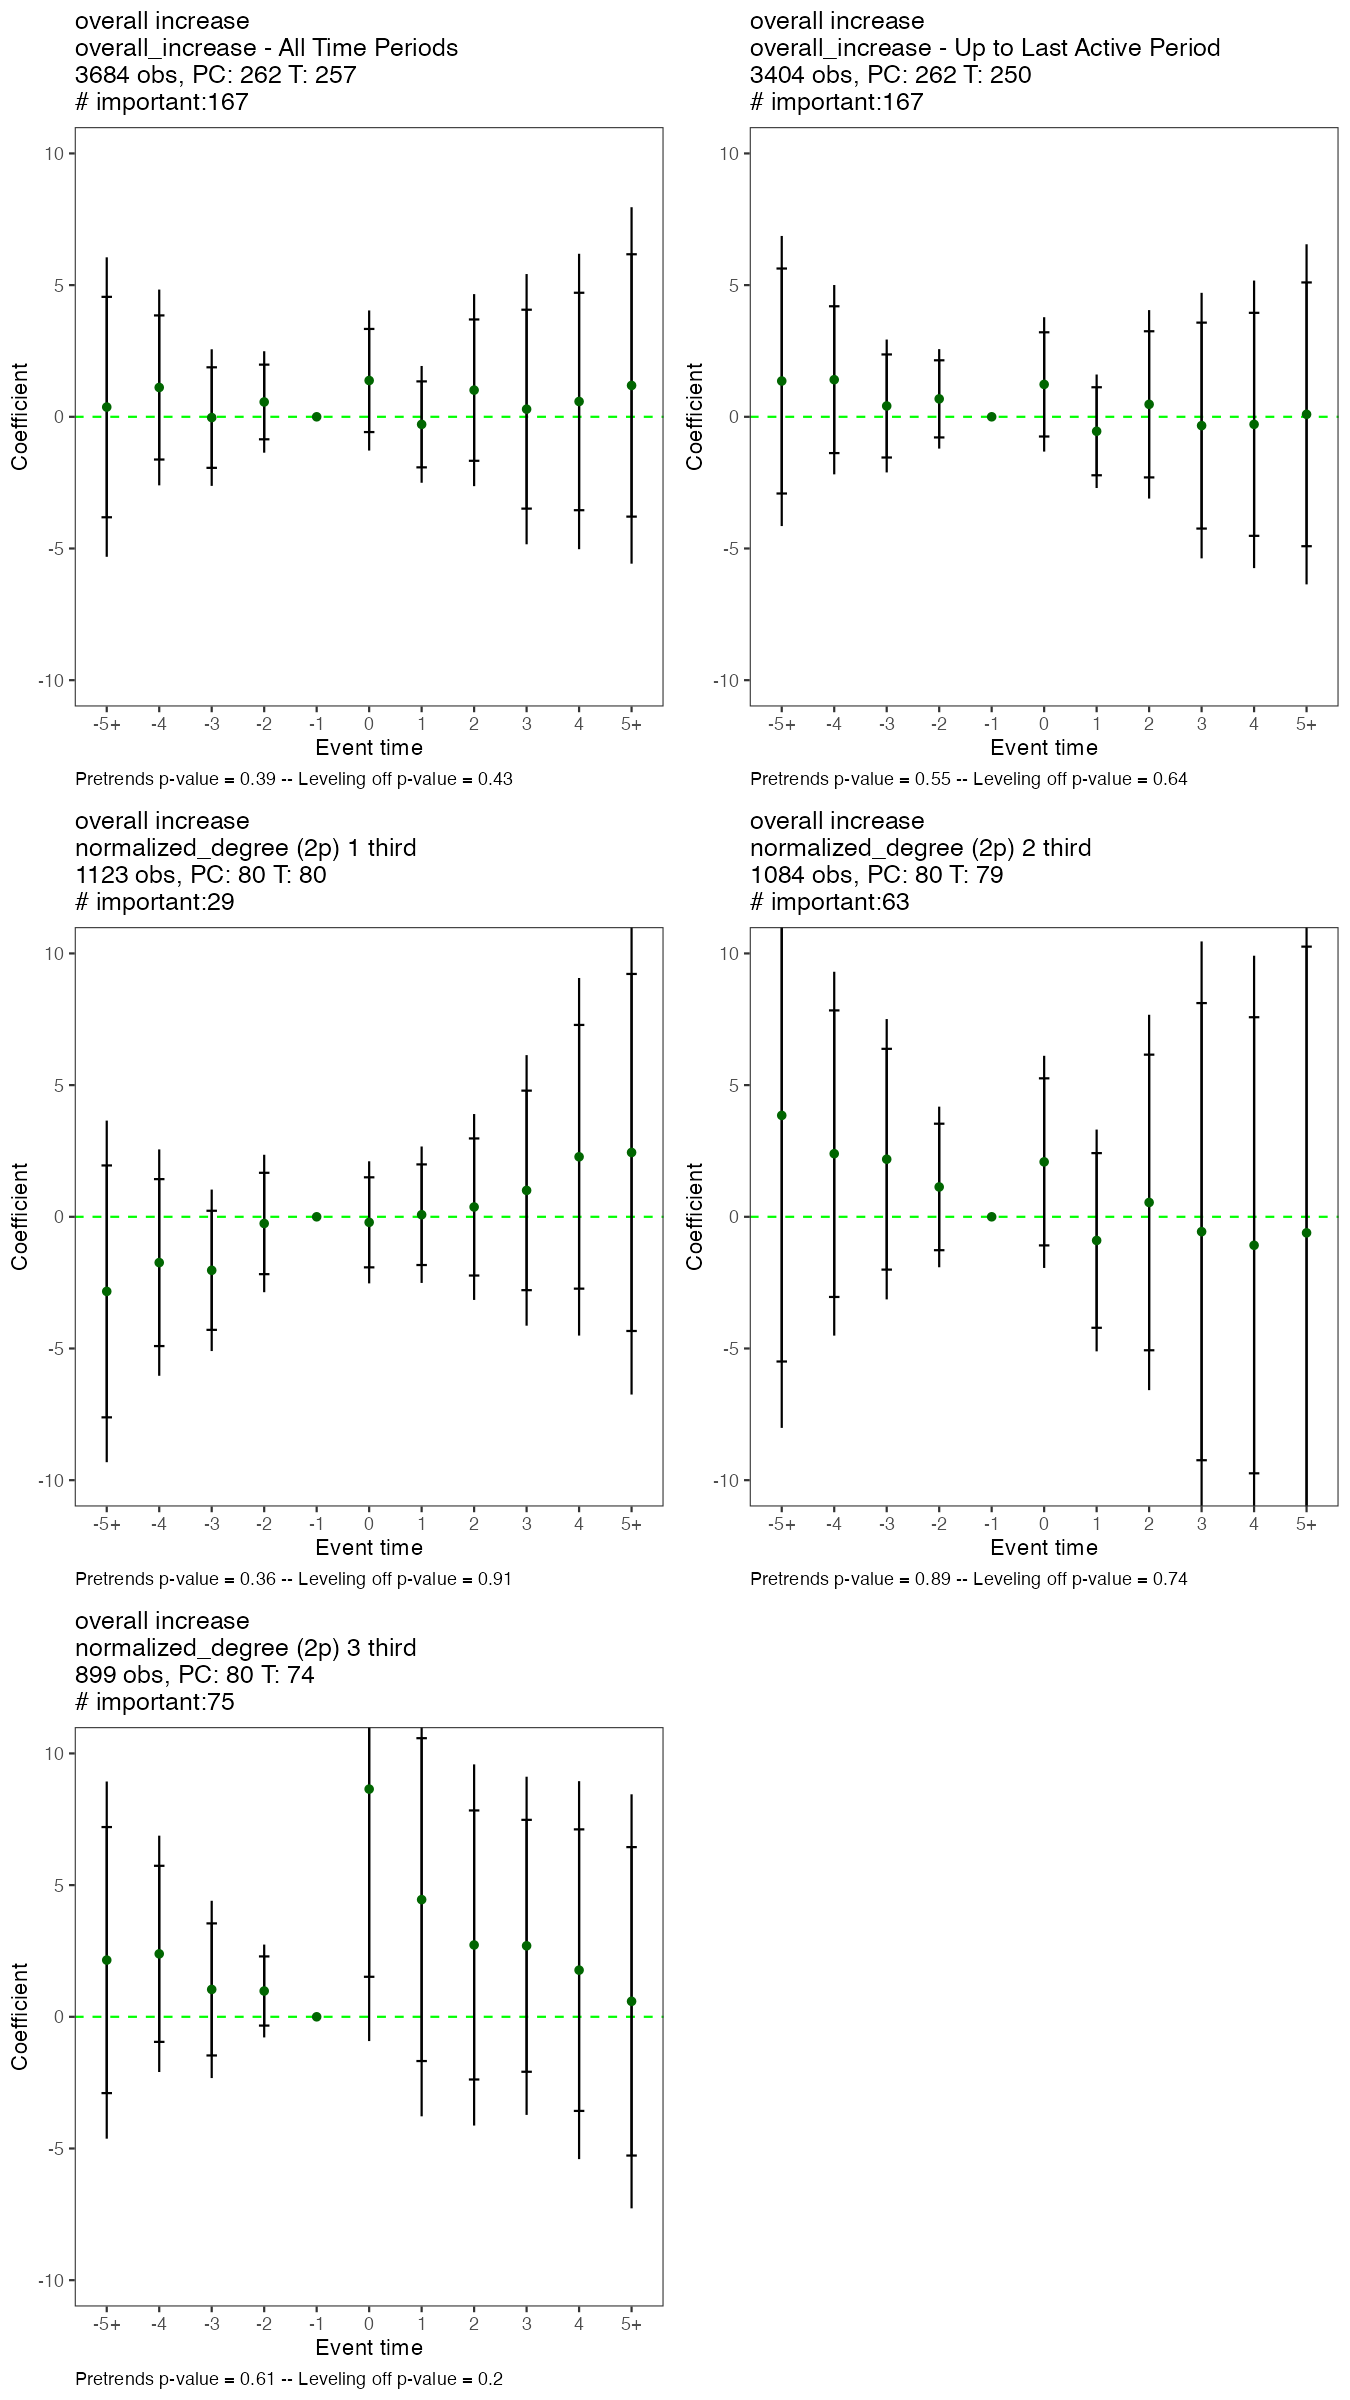 overall increase
overall_increase - All Time Periods
3684 obs, PC: 262 T: 257
# important:167
10
5
0
-5
-10
Coefficient
-5+ -4 -3 -2 -1 0 1 2 3 4 5+
Event time
Pretrends p-value = 0.39 -- Leveling off p-value = 0.43
overall increase
overall_increase - Up to Last Active Period
3404 obs, PC: 262 T: 250
# important:167
10
5
0
-5
-10
Coefficient
-5+ -4 -3 -2 -1 0 1 2 3 4 5+
Event time
Pretrends p-value = 0.55 -- Leveling off p-value = 0.64
overall increase
normalized_degree (2p) 1 third
1123 obs, PC: 80 T: 80
# important:29
10
5
0
-5
-10
Coefficient
-5+ -4 -3 -2 -1 0 1 2 3 4 5+
Event time
Pretrends p-value = 0.36 -- Leveling off p-value = 0.91
overall increase
normalized_degree (2p) 2 third
1084 obs, PC: 80 T: 79
# important:63
10
5
0
-5
-10
Coefficient
-5+ -4 -3 -2 -1 0 1 2 3 4 5+
Event time
Pretrends p-value = 0.89 -- Leveling off p-value = 0.74
overall increase
normalized_degree (2p) 3 third
899 obs, PC: 80 T: 74
# important:75
10
5
0
-5
-10
Coefficient
-5+ -4 -3 -2 -1 0 1 2 3 4 5+
Event time
Pretrends p-value = 0.61 -- Leveling off p-value = 0.2